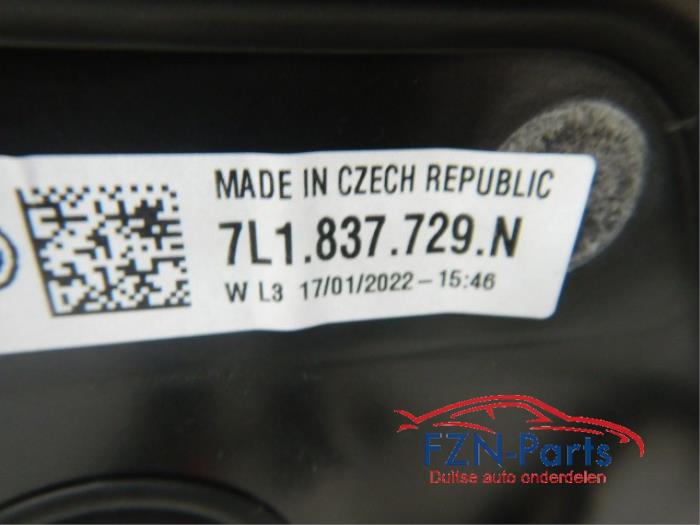 MADE IN CZECH REPUBLIC
7L1.837.729.N
W L3 17/01/2022-15:46
FZN-Parts
Duitse auto onderdelen